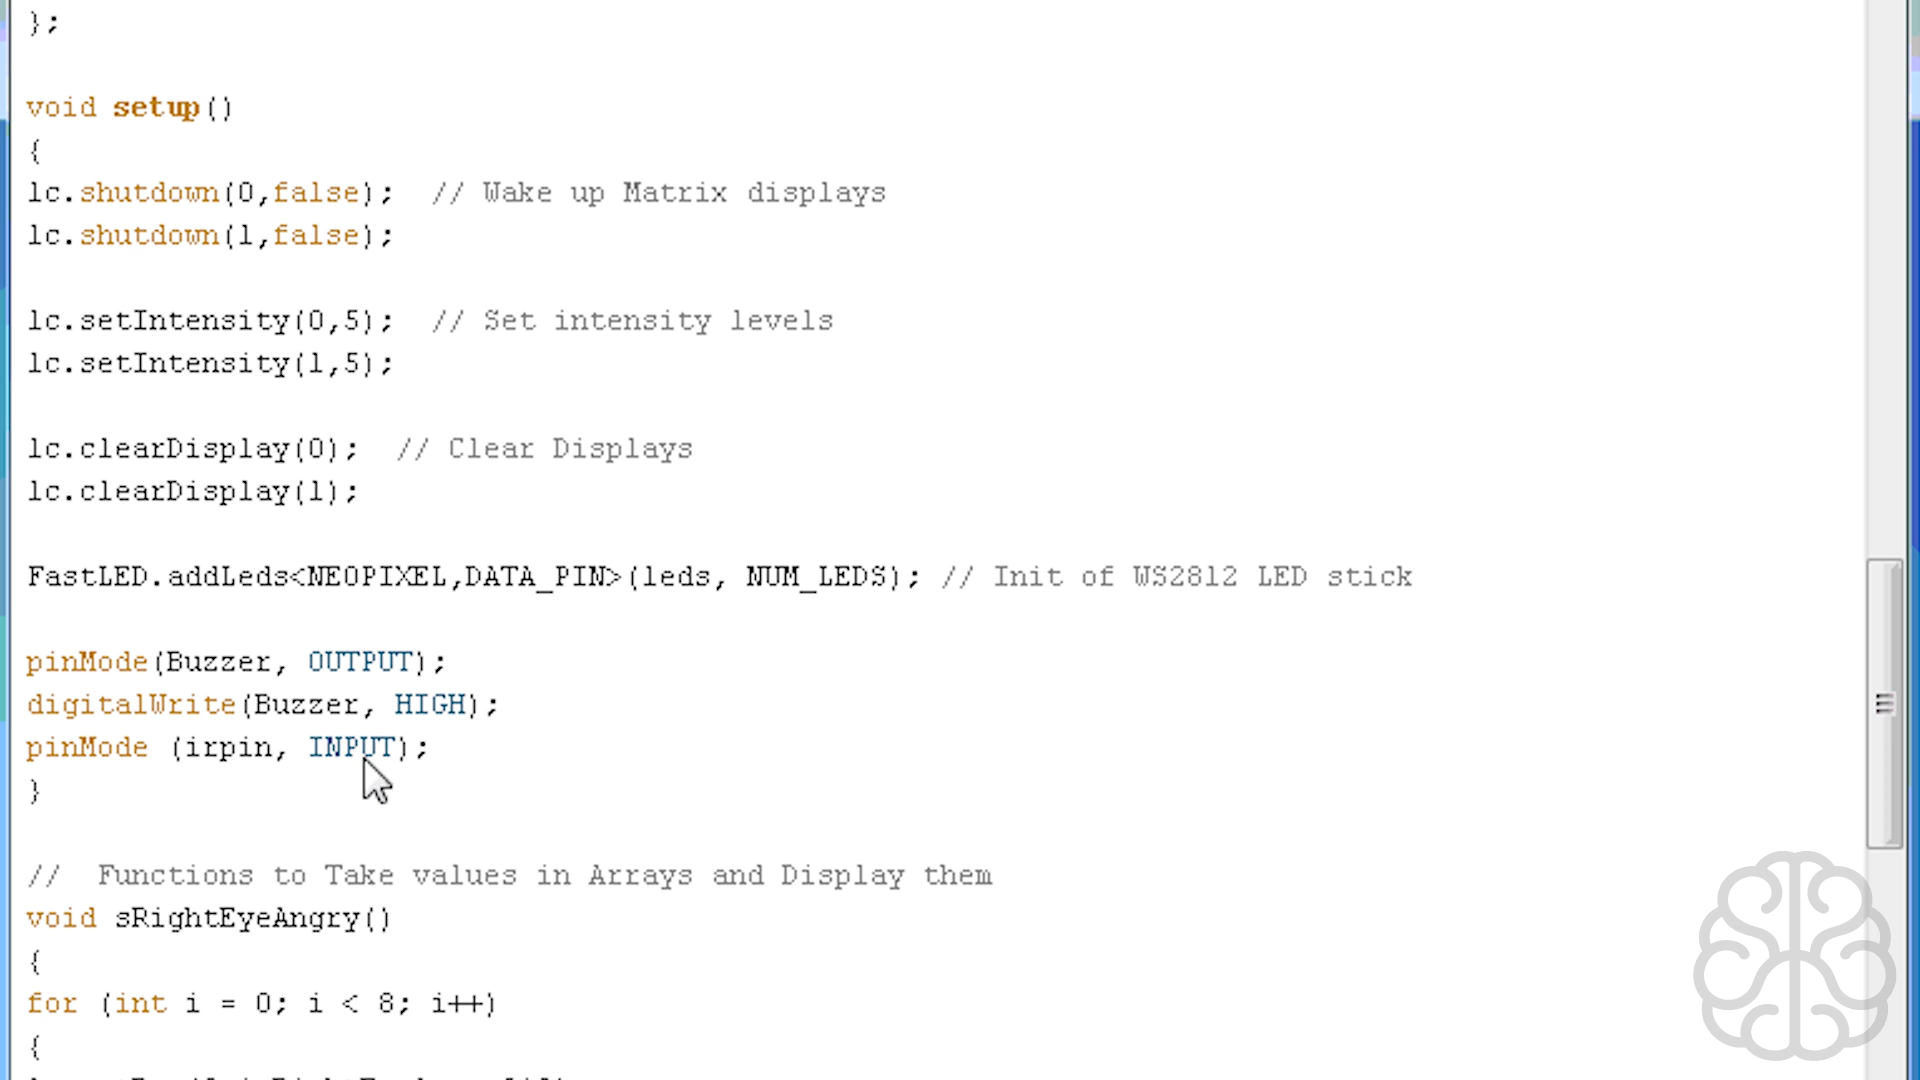 };
void setup()
{
lc.shutdown(0,false);  // Wake up Matrix displays
lc.shutdown(1,false);
lc.setIntensity(0,5);  // Set intensity levels
lc.setIntensity(1,5);
lc.clearDisplay(0);  // Clear Displays
lc.clearDisplay(1);
FastLED.addLeds<NEOPIXEL,DATA_PIN>(leds, NUM_LEDS); // Init of WS2812 LED stick
pinMode(Buzzer, OUTPUT);
digitalWrite(Buzzer, HIGH);
pinMode (irpin, INPUT);
}
//  Functions to Take values in Arrays and Display them
void sRightEyeAngry()
{
for (int i = 0; i < 8; i++)
{